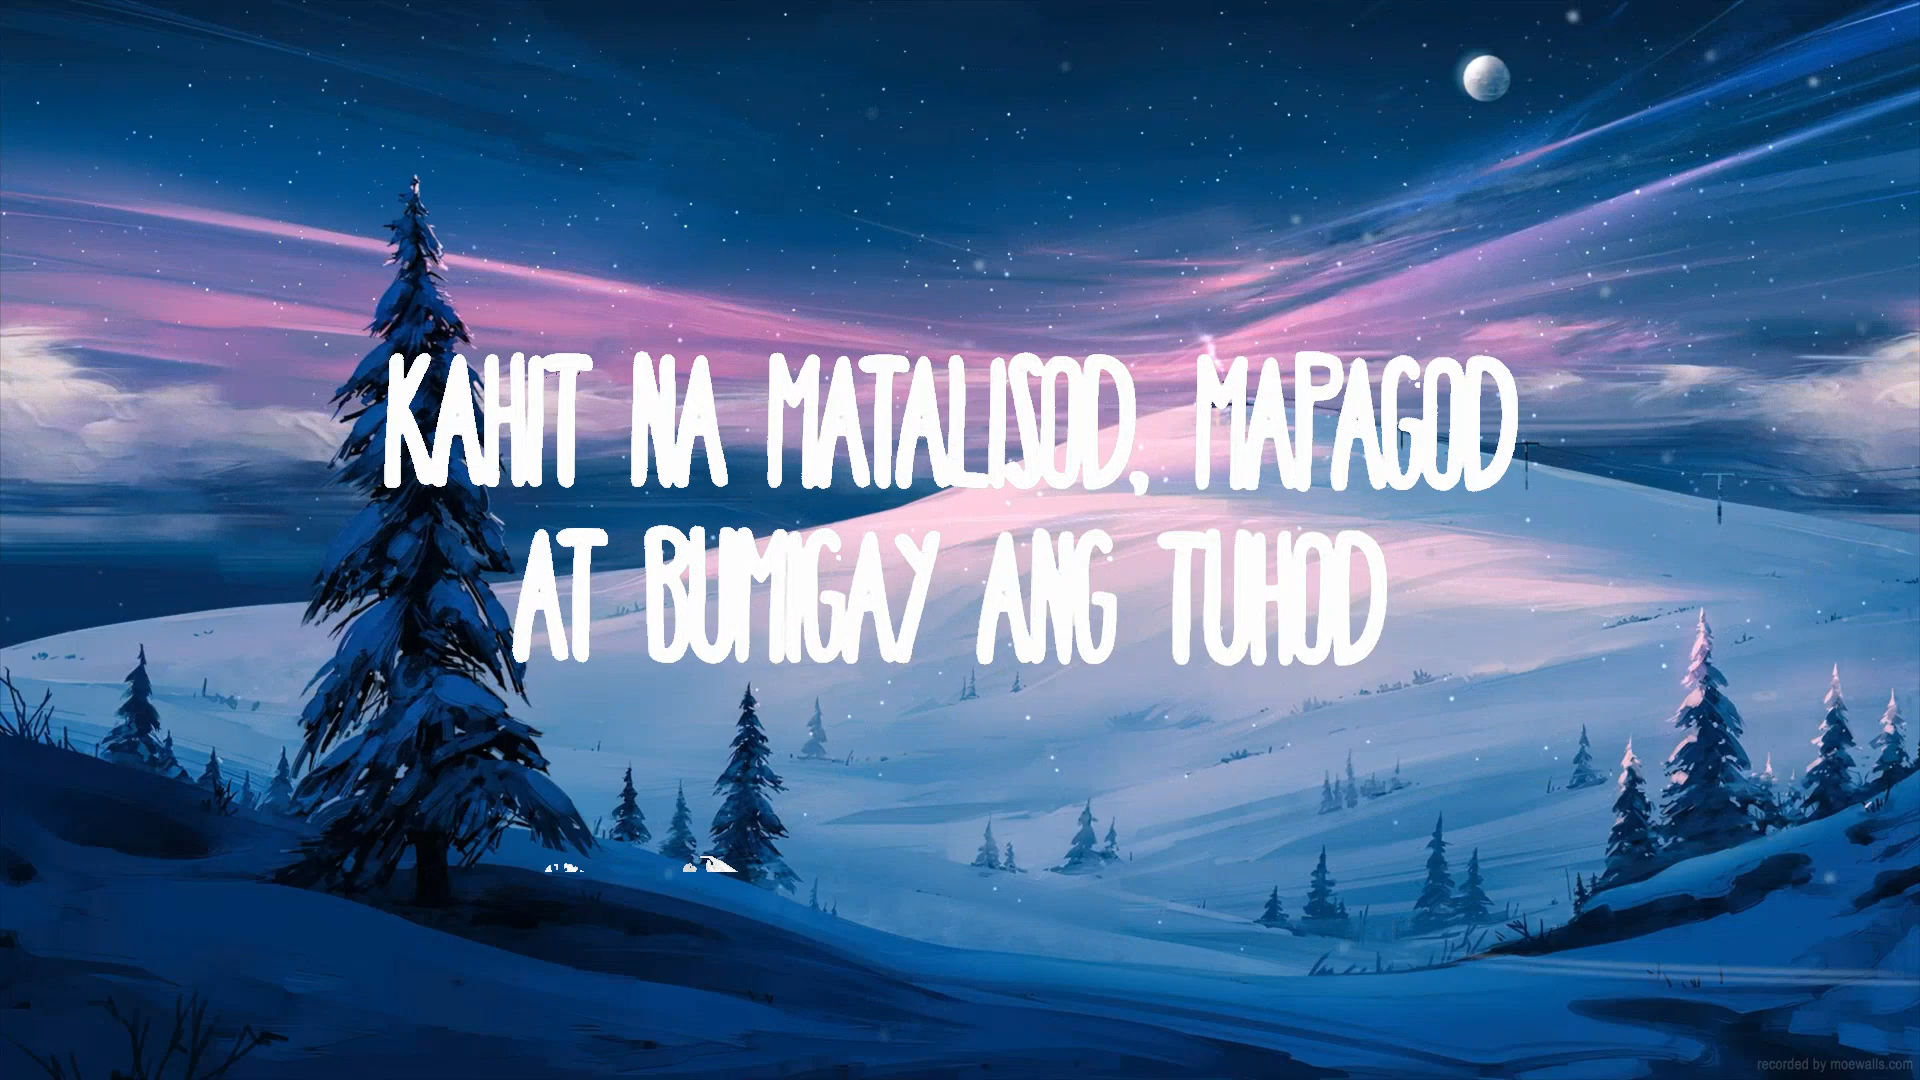 KAHIT NA MATALISOD, MAPAGOD
AT BUMIGAY ANG TUHOD
recorded by moewalls.com